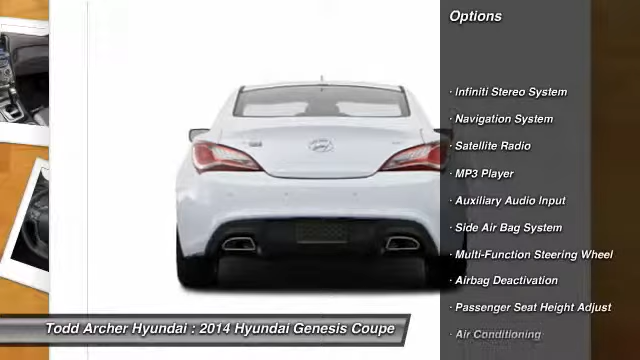 Options
· Infiniti Stereo System
· Navigation System
· Satellite Radio
· MP3 Player
· Auxiliary Audio Input
· Side Air Bag System
· Multi-Function Steering Wheel
· Airbag Deactivation
· Passenger Seat Height Adjust
· Air Conditioning
Todd Archer Hyundai : 2014 Hyundai Genesis Coupe